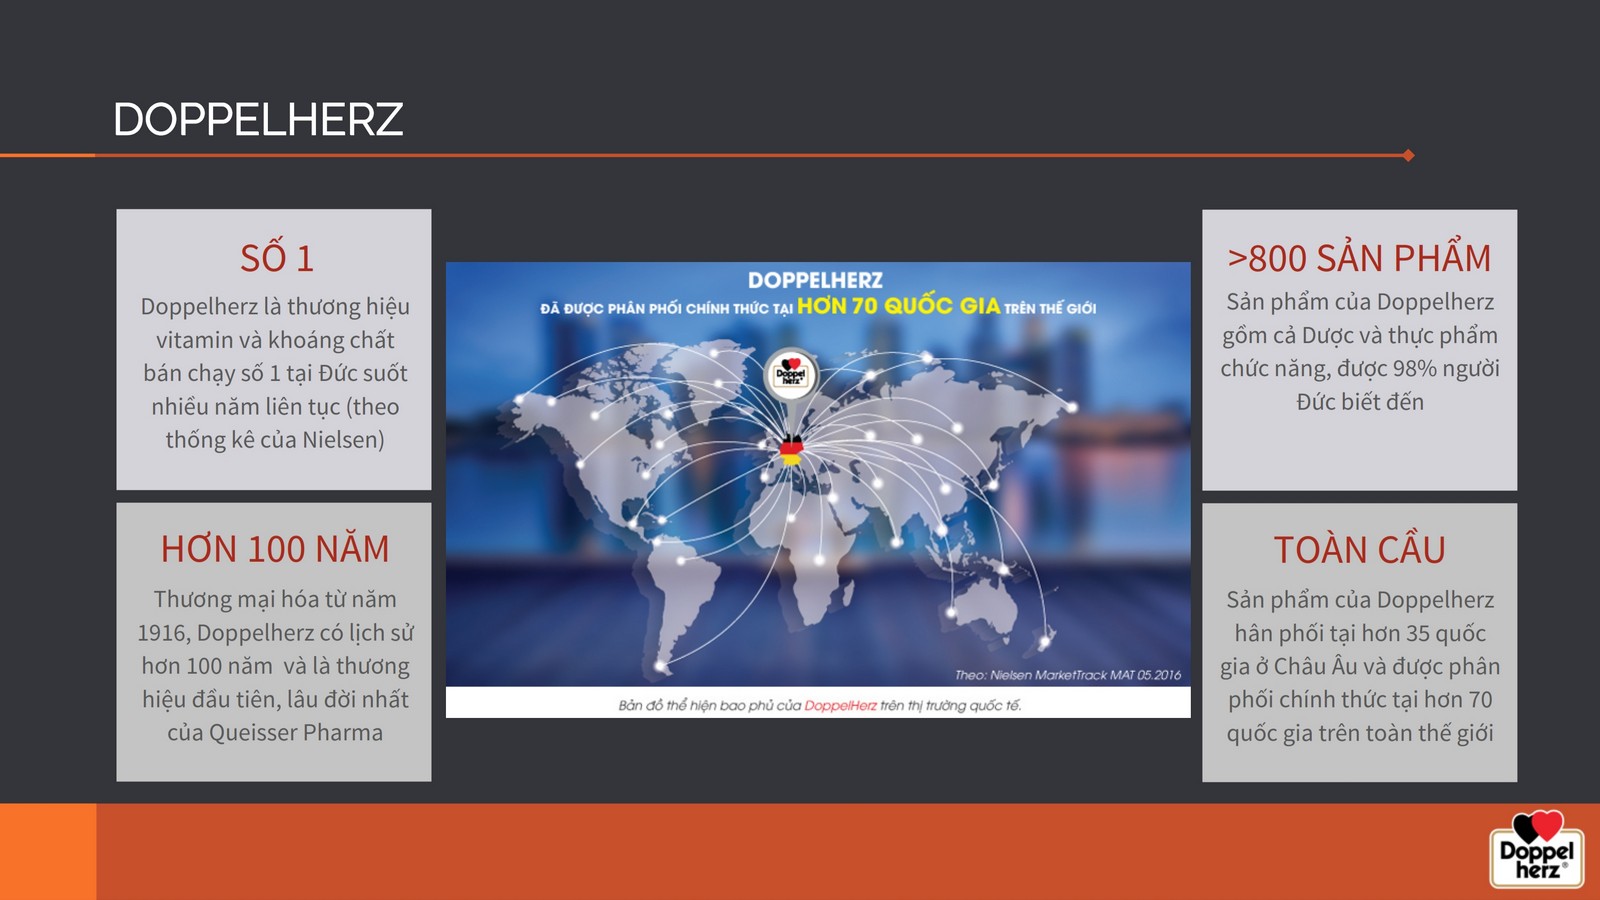 DOPPELHERZ
SỐ 1
Doppelherz là thương hiệu
vitamin và khoáng chất
bán chạy số 1 tại Đức suốt
nhiều năm liên tục (theo
thống kê của Nielsen)
HƠN 100 NĂM
Thương mại hóa từ năm
1916, Doppelherz có lịch sử
hơn 100 năm  và là thương
hiệu đầu tiên, lâu đời nhất
của Queisser Pharma
DOPPELHERZ
ĐÃ ĐƯỢC PHÂN PHỐI CHÍNH THỨC TẠI HƠN 70 QUỐC GIA TRÊN THẾ GIỚI
Doppel
herz®
Theo: Nielsen MarketTrack MAT 05.2016
Bản đồ thể hiện bao phủ của DoppelHerz trên thị trường quốc tế.
>800 SẢN PHẨM
Sản phẩm của Doppelherz
gồm cả Dược và thực phẩm
chức năng, được 98% người
Đức biết đến
TOÀN CẦU
Sản phẩm của Doppelherz
hân phối tại hơn 35 quốc
gia ở Châu Âu và được phân
phối chính thức tại hơn 70
quốc gia trên toàn thế giới
Doppel
herz®